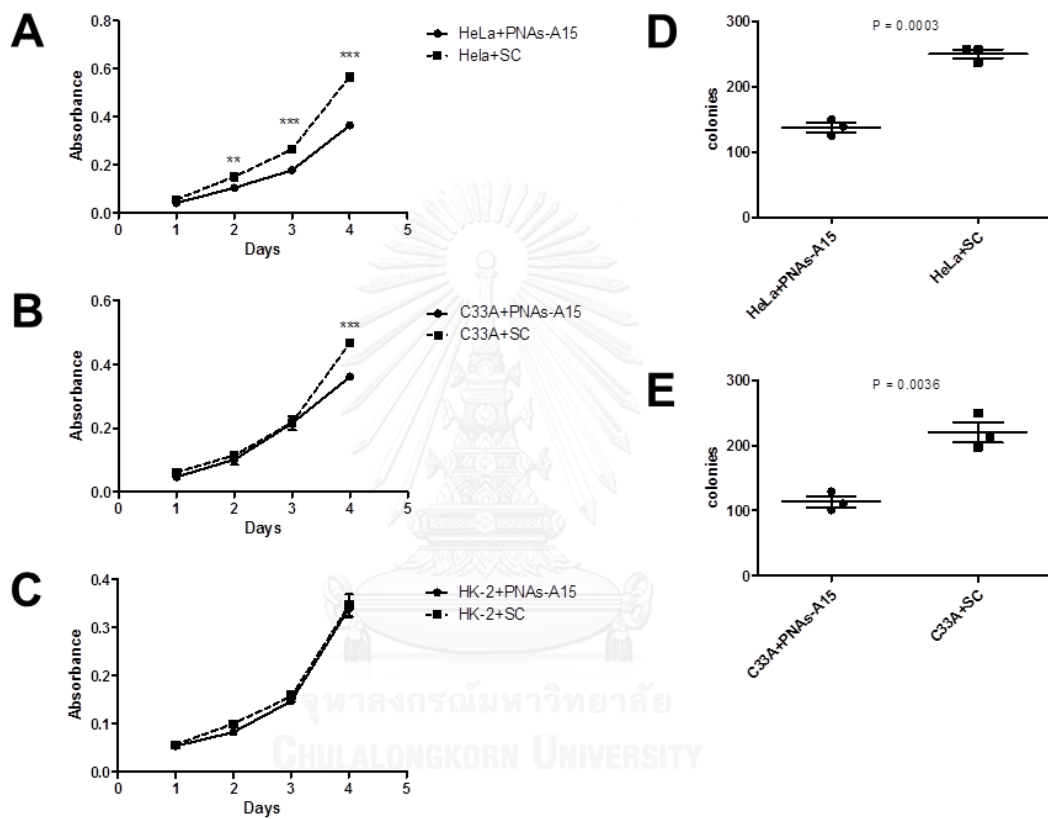 A
0.8
0.6
0.4
0.2
0.0
Absorbance
**
***
***
HeLa+PNAs-A15
Hela+SC
0 1 2 3 4 5
Days
B
0.6
0.4
0.2
0.0
Absorbance
***
C33A+PNAs-A15
C33A+SC
0 1 2 3 4 5
Days
C
0.4
0.3
0.2
0.1
0.0
Absorbance
HK-2+PNAs-A15
HK-2+SC
0 1 2 3 4 5
Days
D
P = 0.0003
300
200
100
0
colonies
HeLa+PNAs-A15
HeLa+SC
E
P = 0.0036
300
200
100
0
colonies
C33A+PNAs-A15
C33A+SC
จุฬาลงกรณ์มหาวิทยาลัย
CHULALONGKORN UNIVERSITY